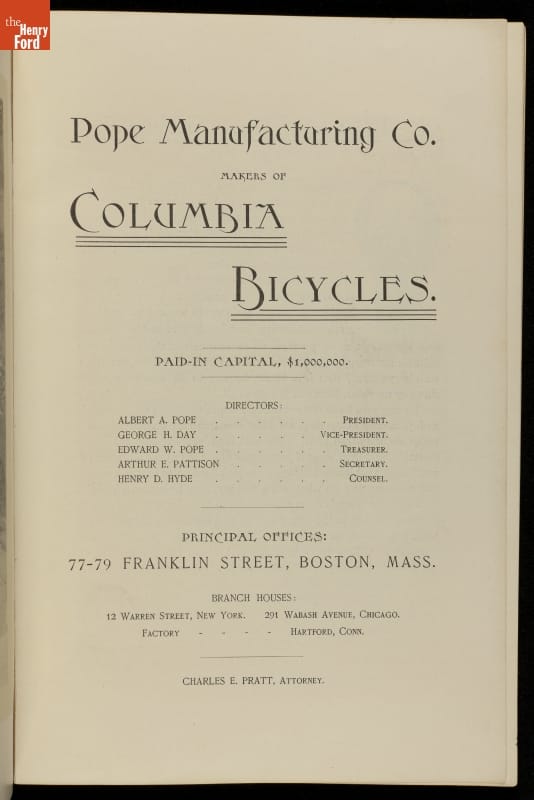 the
Henry
Ford
Pope Manufacturing Co.
MAKERS OF
COLUMBIA
BICYCLES.
PAID-IN CAPITAL, $1,000,000.
DIRECTORS:
ALBERT A. POPE . . . . . . PRESIDENT.
GEORGE H. DAY . . . . . VICE-PRESIDENT.
EDWARD W. POPE . . . . . . TREASURER.
ARTHUR E. PATTISON . . . . . SECRETARY.
HENRY D. HYDE . . . . . . COUNSEL.
PRINCIPAL OFFICES:
77-79 FRANKLIN STREET, BOSTON, MASS.
BRANCH HOUSES:
12 WARREN STREET, NEW YORK. 291 WABASH AVENUE, CHICAGO.
FACTORY - - - - HARTFORD, CONN.
CHARLES E. PRATT, ATTORNEY.